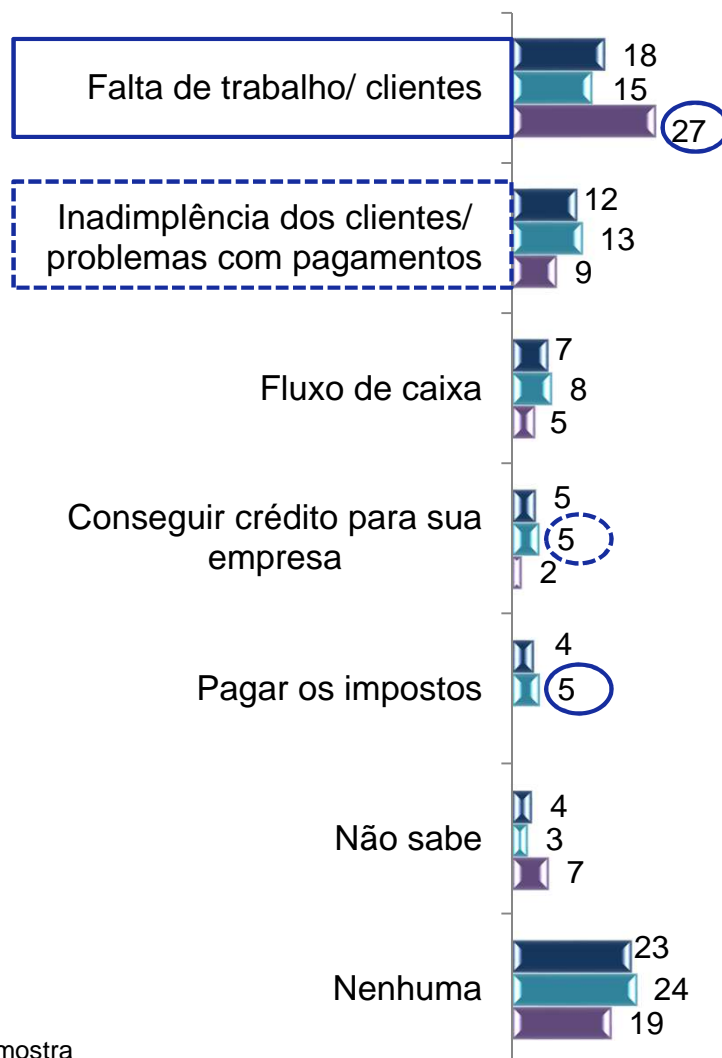 Falta de trabalho/ clientes
18
15
27
Inadimplência dos clientes/
problemas com pagamentos
12
13
9
Fluxo de caixa
7
8
5
Conseguir crédito para sua
empresa
5
5
2
Pagar os impostos
4
5
Não sabe
4
3
7
Nenhuma
23
24
19
mostra